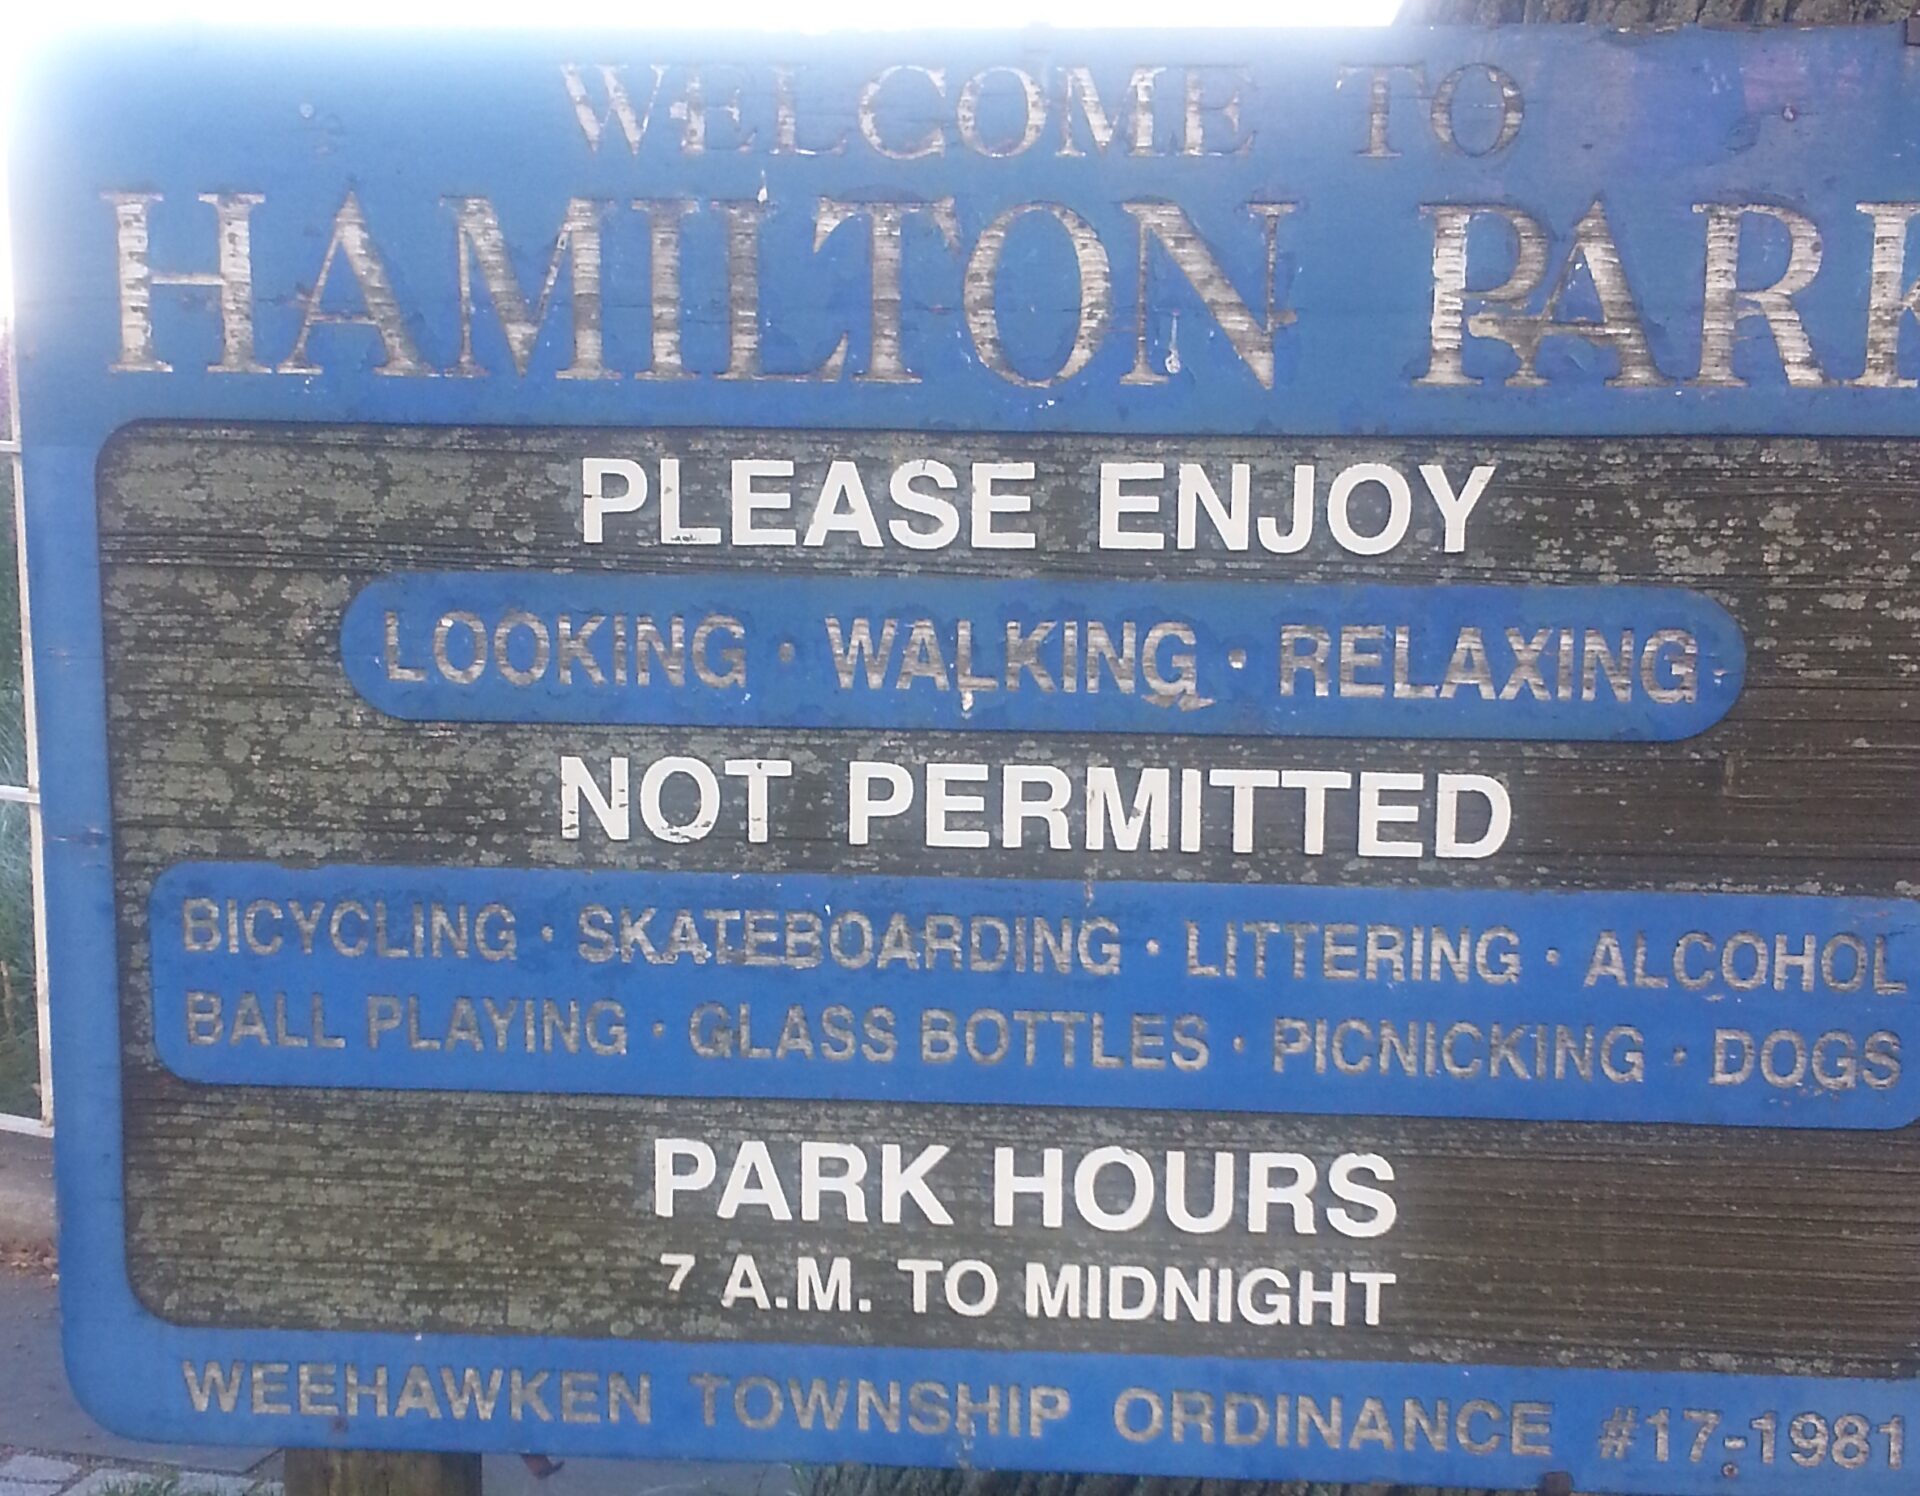 WELCOME TO
HAMILTON PARK
PLEASE ENJOY
LOOKING · WALKING · RELAXING
NOT PERMITTED
BICYCLING · SKATEBOARDING · LITTERING · ALCOHOL
BALL PLAYING · GLASS BOTTLES · PICNICKING · DOGS
PARK HOURS
7 A.M. TO MIDNIGHT
WEEHAWKEN TOWNSHIP ORDINANCE #17-1981